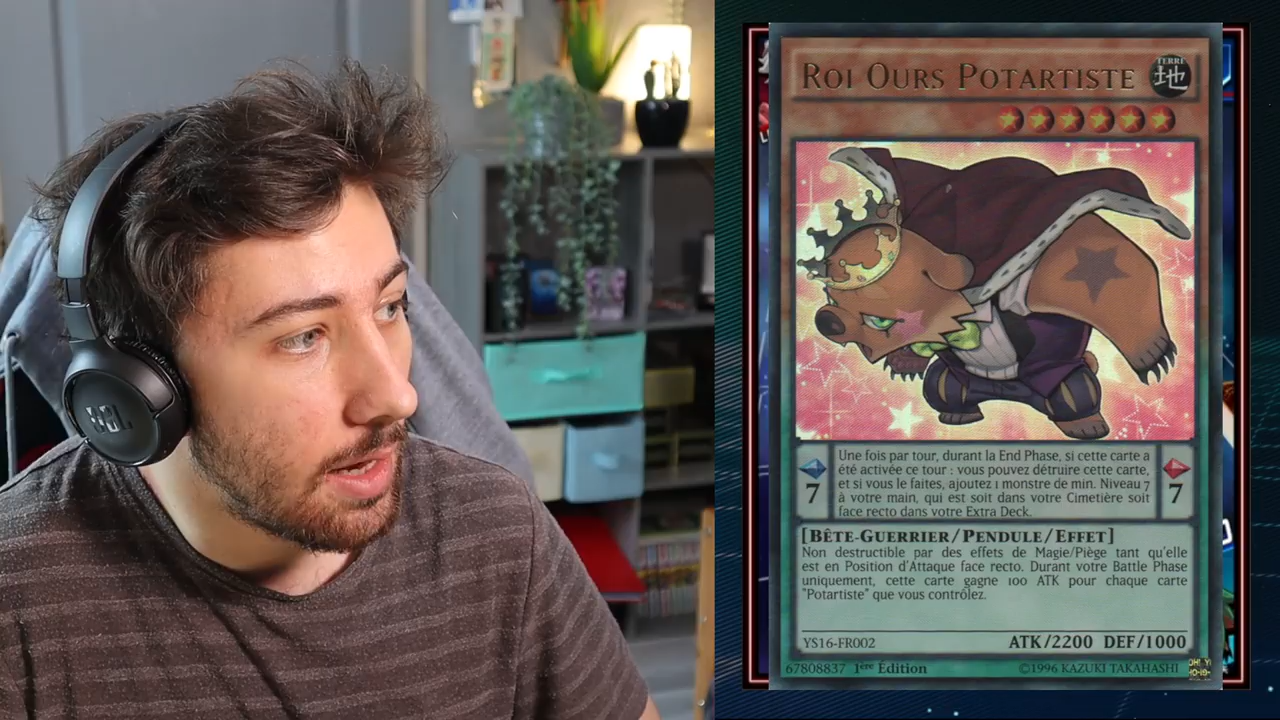 JBL
ROI OURS POTARTISTE
TERRE
地
7
Une fois par tour, durant la End Phase, si cette carte a
été activée ce tour : vous pouvez détruire cette carte,
et si vous le faites, ajoutez 1 monstre de min. Niveau 7
à votre main, qui est soit dans votre Cimetière soit
face recto dans votre Extra Deck.
7
[BÊTE-GUERRIER/PENDULE/EFFET]
Non destructible par des effets de Magie/Piège tant qu'elle
est en Position d'Attaque face recto. Durant votre Battle Phase
uniquement, cette carte gagne 100 ATK pour chaque carte
"Potartiste" que vous contrôlez.
YS16-FR002
ATK/2200 DEF/1000
67808837 1ère Édition
©1996 KAZUKI TAKAHASHI